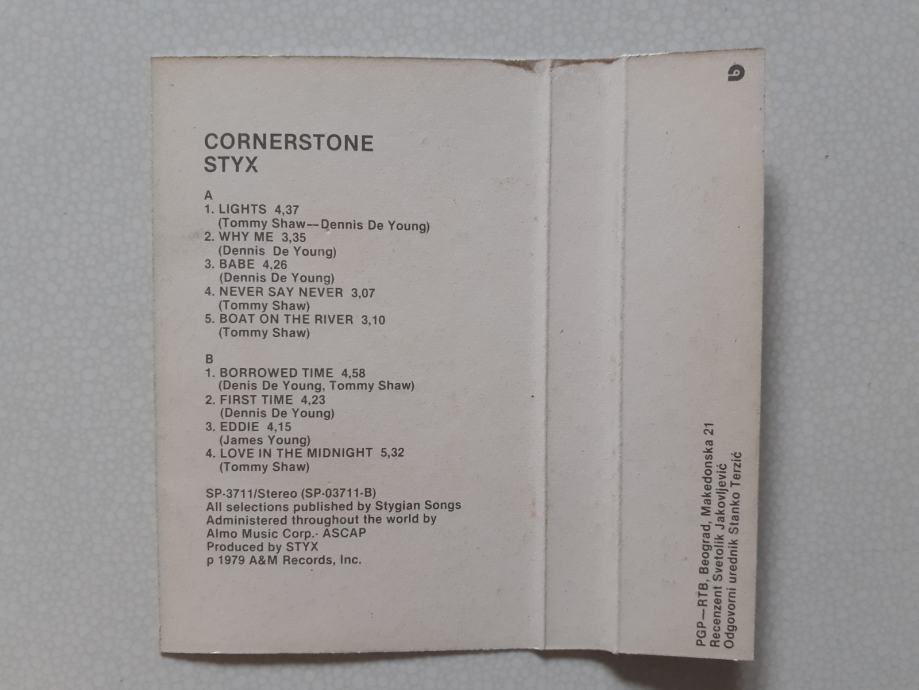 CORNERSTONE
STYX
A
1. LIGHTS 4,37
(Tommy Shaw––Dennis De Young)
2. WHY ME 3,35
(Dennis De Young)
3. BABE 4,26
(Dennis De Young)
4. NEVER SAY NEVER 3,07
(Tommy Shaw)
5. BOAT ON THE RIVER 3,10
(Tommy Shaw)
B
1. BORROWED TIME 4,58
(Denis De Young, Tommy Shaw)
2. FIRST TIME 4,23
(Dennis De Young)
3. EDDIE 4,15
(James Young)
4. LOVE IN THE MIDNIGHT 5,32
(Tommy Shaw)
SP-3711/Stereo (SP-03711-B)
All selections published by Stygian Songs
Administered throughout the world by
Almo Music Corp.- ASCAP
Produced by STYX
p 1979 A&M Records, Inc.
PGP—RTB, Beograd, Makedonska 21
Recenzent Svetolik Jakovljević
Odgovorni urednik Stanko Terzić